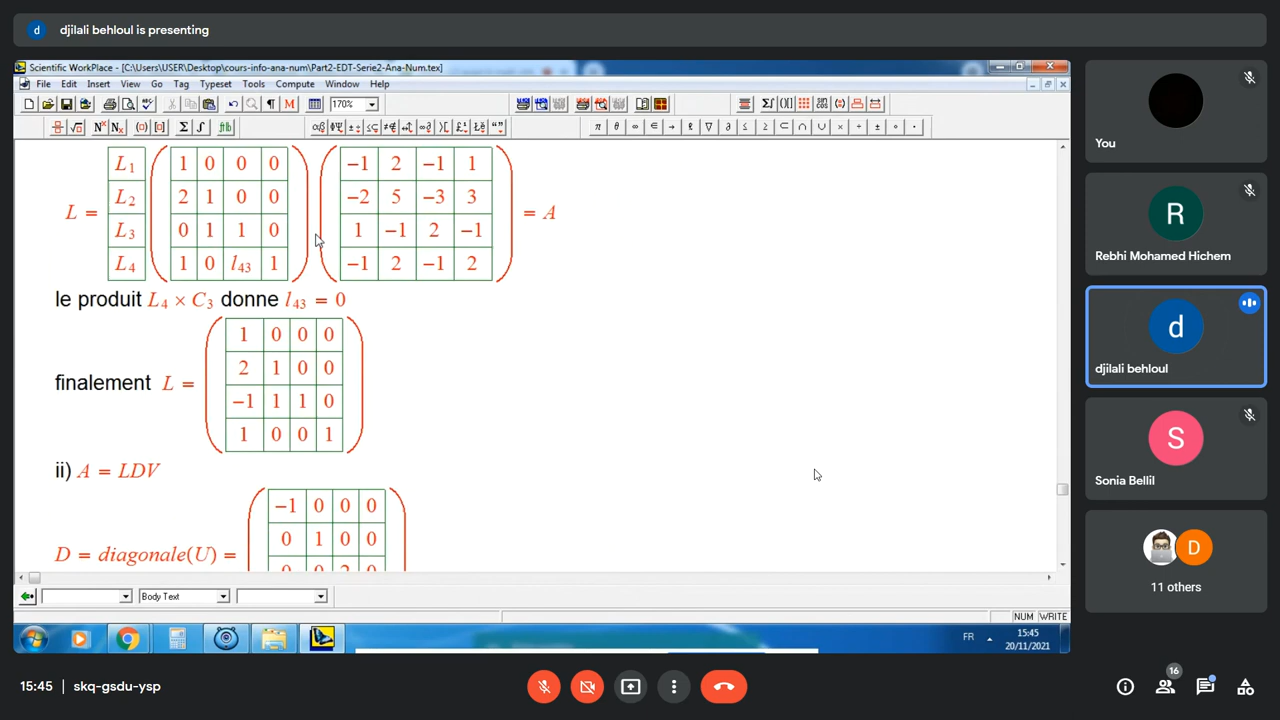 d djilali behloul is presenting
Scientific WorkPlace - [C:\Users\USER\Desktop\cours-info-ana-num\Part2-EDT-Serie2-Ana-Num.tex]
File Edit Insert View Go Tag Typeset Tools Compute Window Help
170%
L1 1 0 0 0 −1 2 −1 1
L2 2 1 0 0 −2 5 −3 3
L = = A
L3 0 1 1 0 1 −1 2 −1
L4 1 0 l43 1 −1 2 −1 2
le produit L4 × C3 donne l43 = 0
1 0 0 0
2 1 0 0
finalement L =
−1 1 1 0
1 0 0 1
ii) A = LDV
−1 0 0 0
0 1 0 0
D = diagonale(U) =
0 0 2 0
Body Text
NUM WRITE
FR
15:45
20/11/2021
You
R
Rebhi Mohamed Hichem
d
djilali behloul
S
Sonia Bellil
D
11 others
15:45 | skq-gsdu-ysp
16